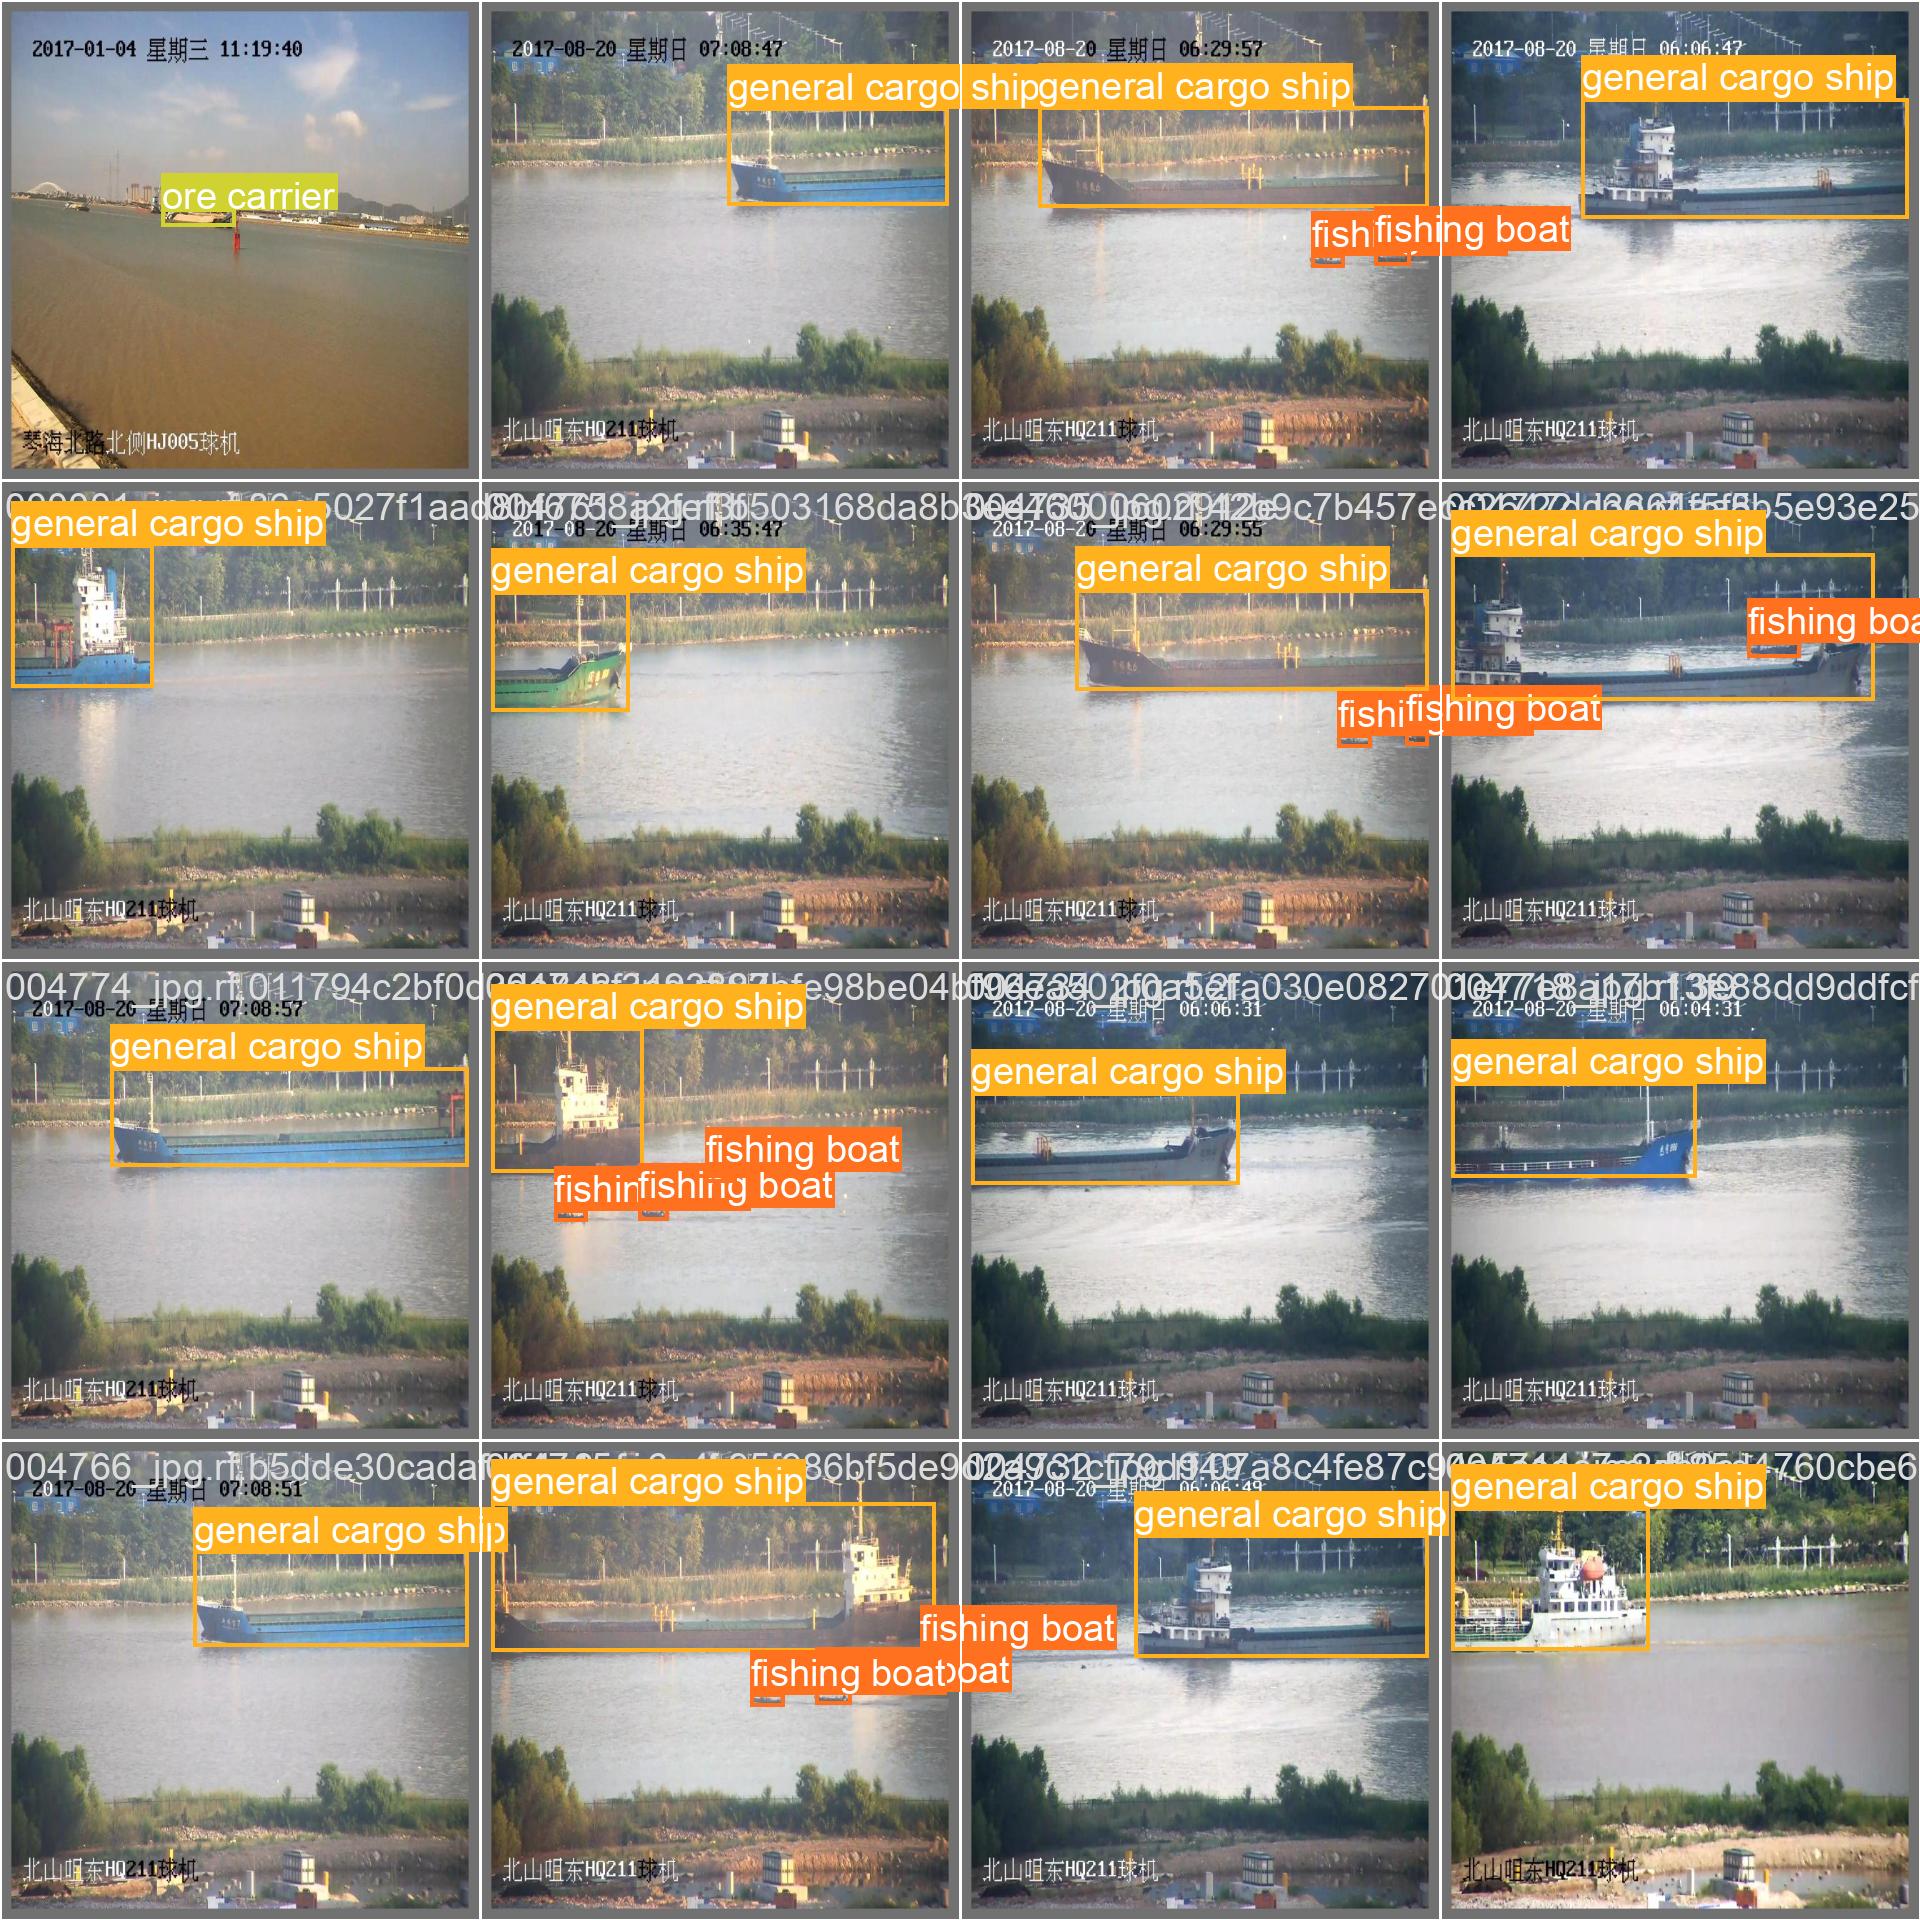 2017-01-04 星期三 11:19:40
ore carrier
琴海北路北侧HJ005球机
2017-08-20 星期日 07:08:47
general cargo ship
北山咀东HQ211球机
2017-08-20 星期日 06:29:57
general cargo ship
fishing boat
北山咀东HQ211球机
2017-08-20 星期日 06:06:47
general cargo ship
北山咀东HQ211球机
general cargo ship
北山咀东HQ211球机
06:35:47
general cargo ship
北山咀东HQ211球机
2017-08-20 星期日 06:29:55
general cargo ship
fishing boat
北山咀东HQ211球机
general cargo ship
fishing boa
北山咀东HQ211球机
004774
2017-08-20 星期日 07:08:57
general cargo ship
北山咀东HQ211球机
general cargo ship
fishing boat
fishing boat
北山咀东HQ211球机
2017-08-20 星期日 06:06:31
general cargo ship
北山咀东HQ211球机
2017-08-20 星期日 06:04:31
general cargo ship
北山咀东HQ211球机
004766
2017-08-20 星期日 07:08:51
general cargo ship
北山咀东HQ211球机
general cargo ship
fishing boat
fishing boat
北山咀东HQ211球机
2017-08-20 星期日 06:06:49
general cargo ship
北山咀东HQ211球机
general cargo ship
北山咀东HQ211球机